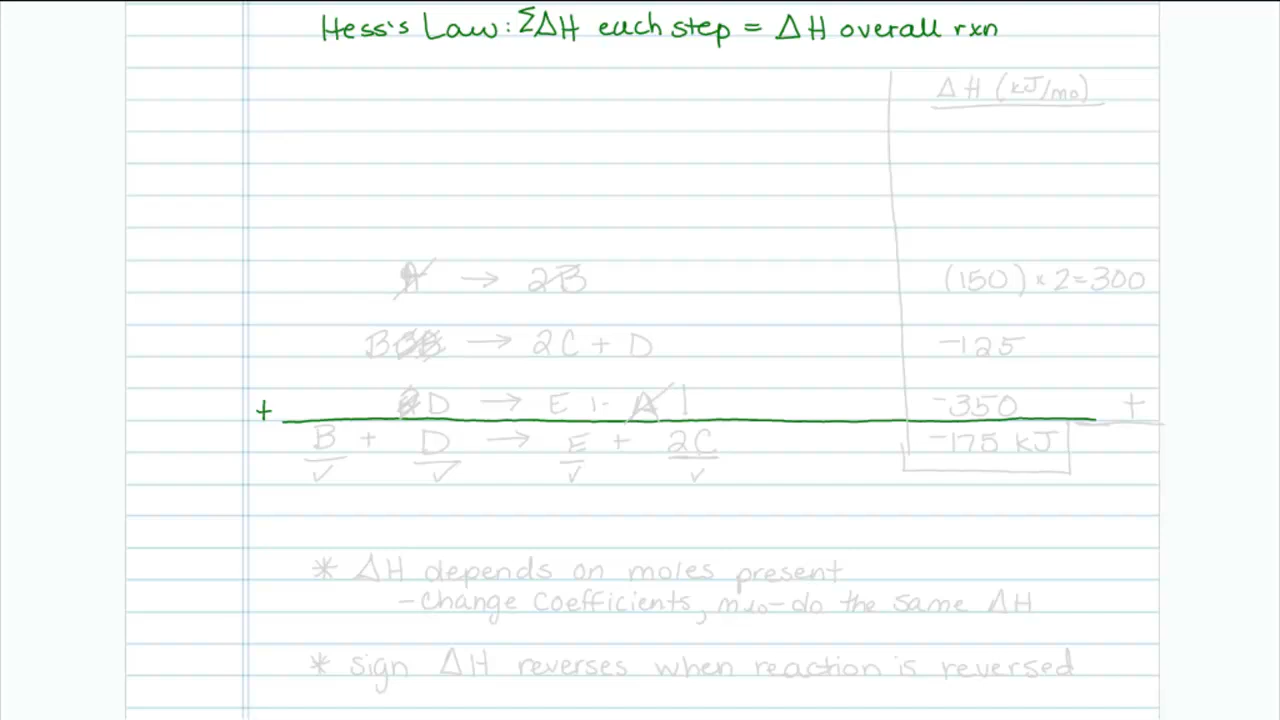 Hess's Law: ΣΔH each step = ΔH overall rxn
ΔH (kJ/mol)
A → 2B (150) × 2 = 300
B → 2C + D -125
+ D → E + A -350 +
B + D → E + 2C -175 kJ
✓ ✓ ✓ ✓
* ΔH depends on moles present
- Change coefficients, do the same ΔH
* sign ΔH reverses when reaction is reversed